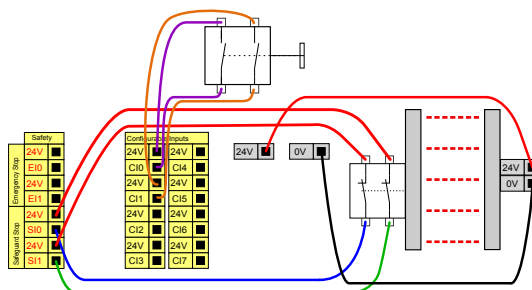 Safety
Emergency Stop
24V
EI0
24V
EI1
Safeguard Stop
24V
SI0
24V
SI1
Configurable Inputs
24V 24V
CI0 CI4
24V 24V
CI1 CI5
24V 24V
CI2 CI6
24V 24V
CI3 CI7
24V
0V
24V
0V